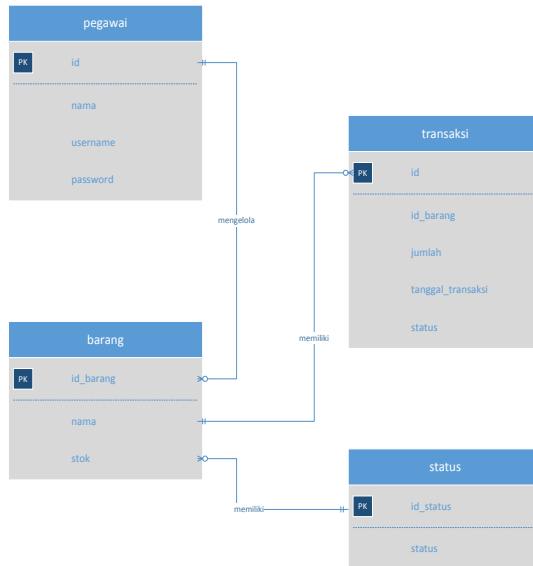 pegawai
PK
id
nama
username
password
mengelola
transaksi
PK
id
id_barang
jumlah
tanggal_transaksi
status
memiliki
barang
PK
id_barang
nama
stok
memiliki
status
PK
id_status
status